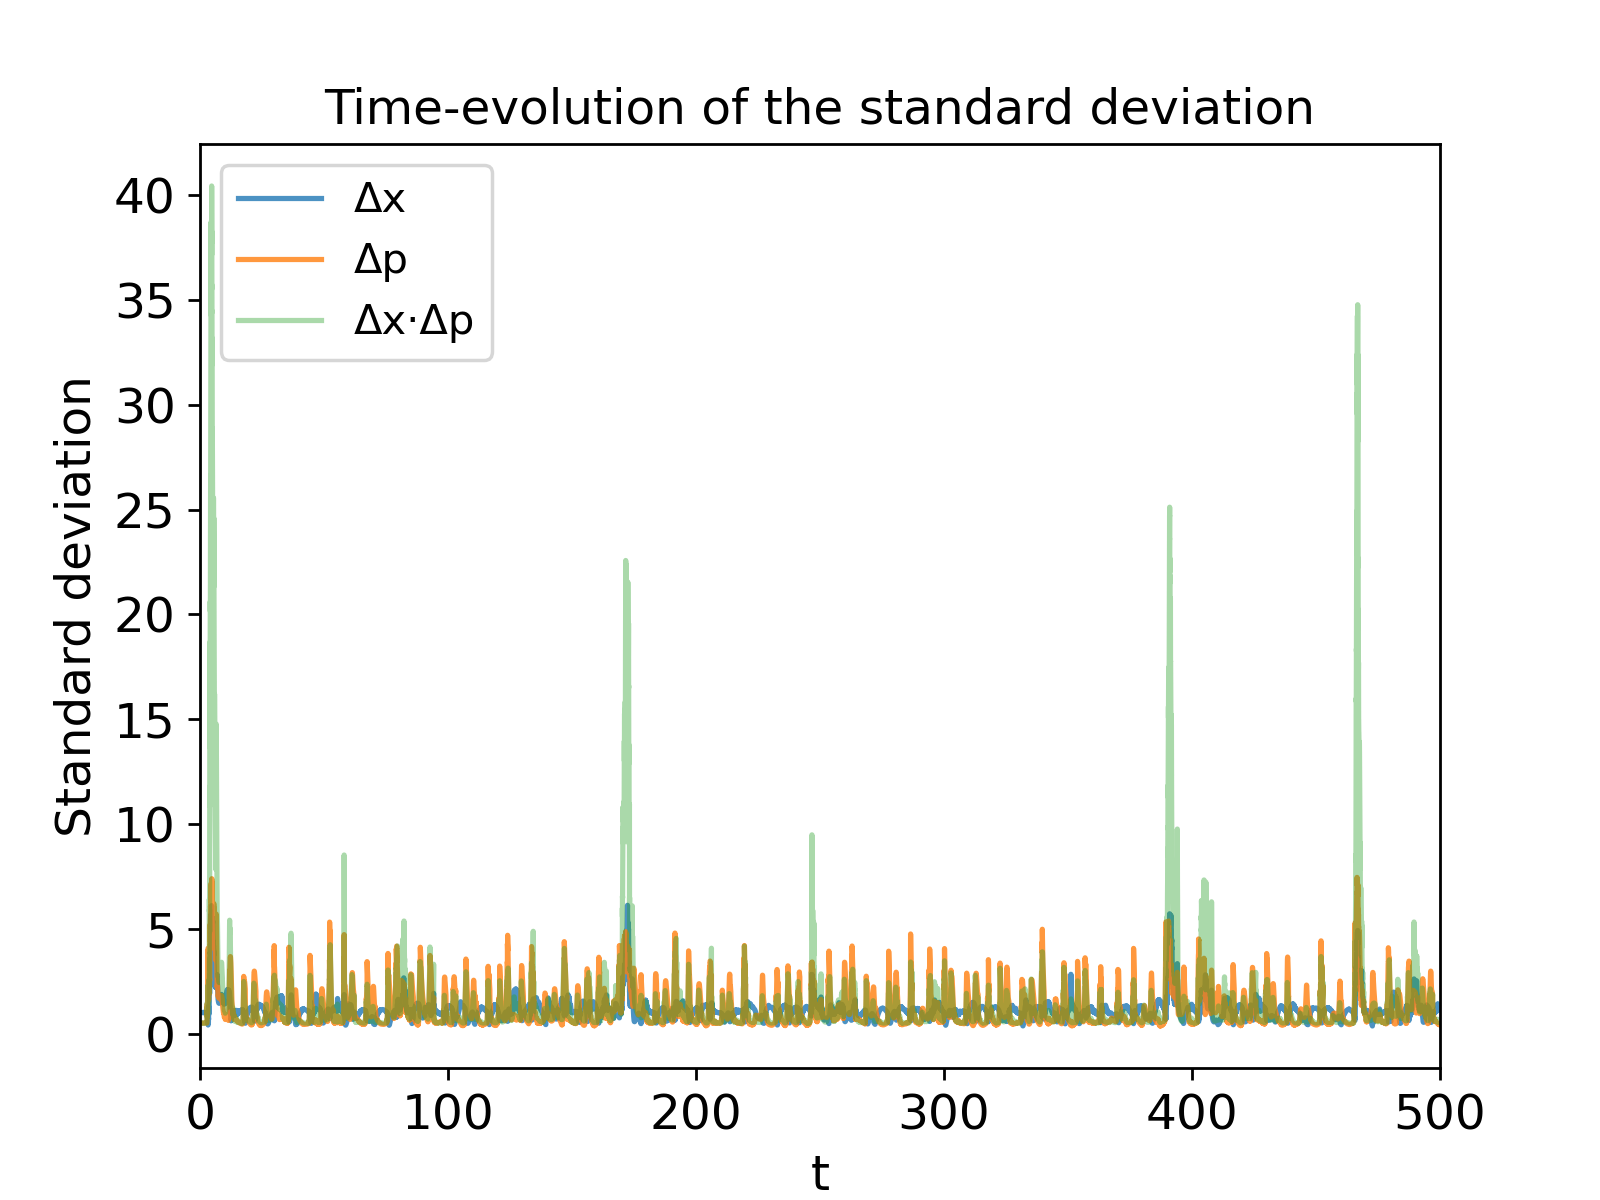 Time-evolution of the standard deviation
Δx
Δp
Δx·Δp
Standard deviation
40
35
30
25
20
15
10
5
0
0 100 200 300 400 500
t